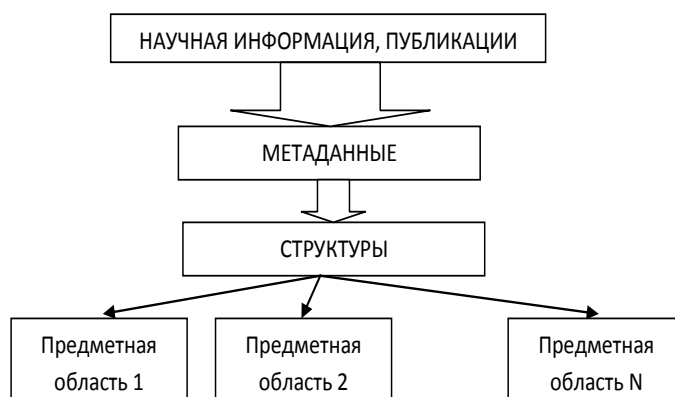 НАУЧНАЯ ИНФОРМАЦИЯ, ПУБЛИКАЦИИ
МЕТАДАННЫЕ
СТРУКТУРЫ
Предметная
область 1
Предметная
область 2
Предметная
область N